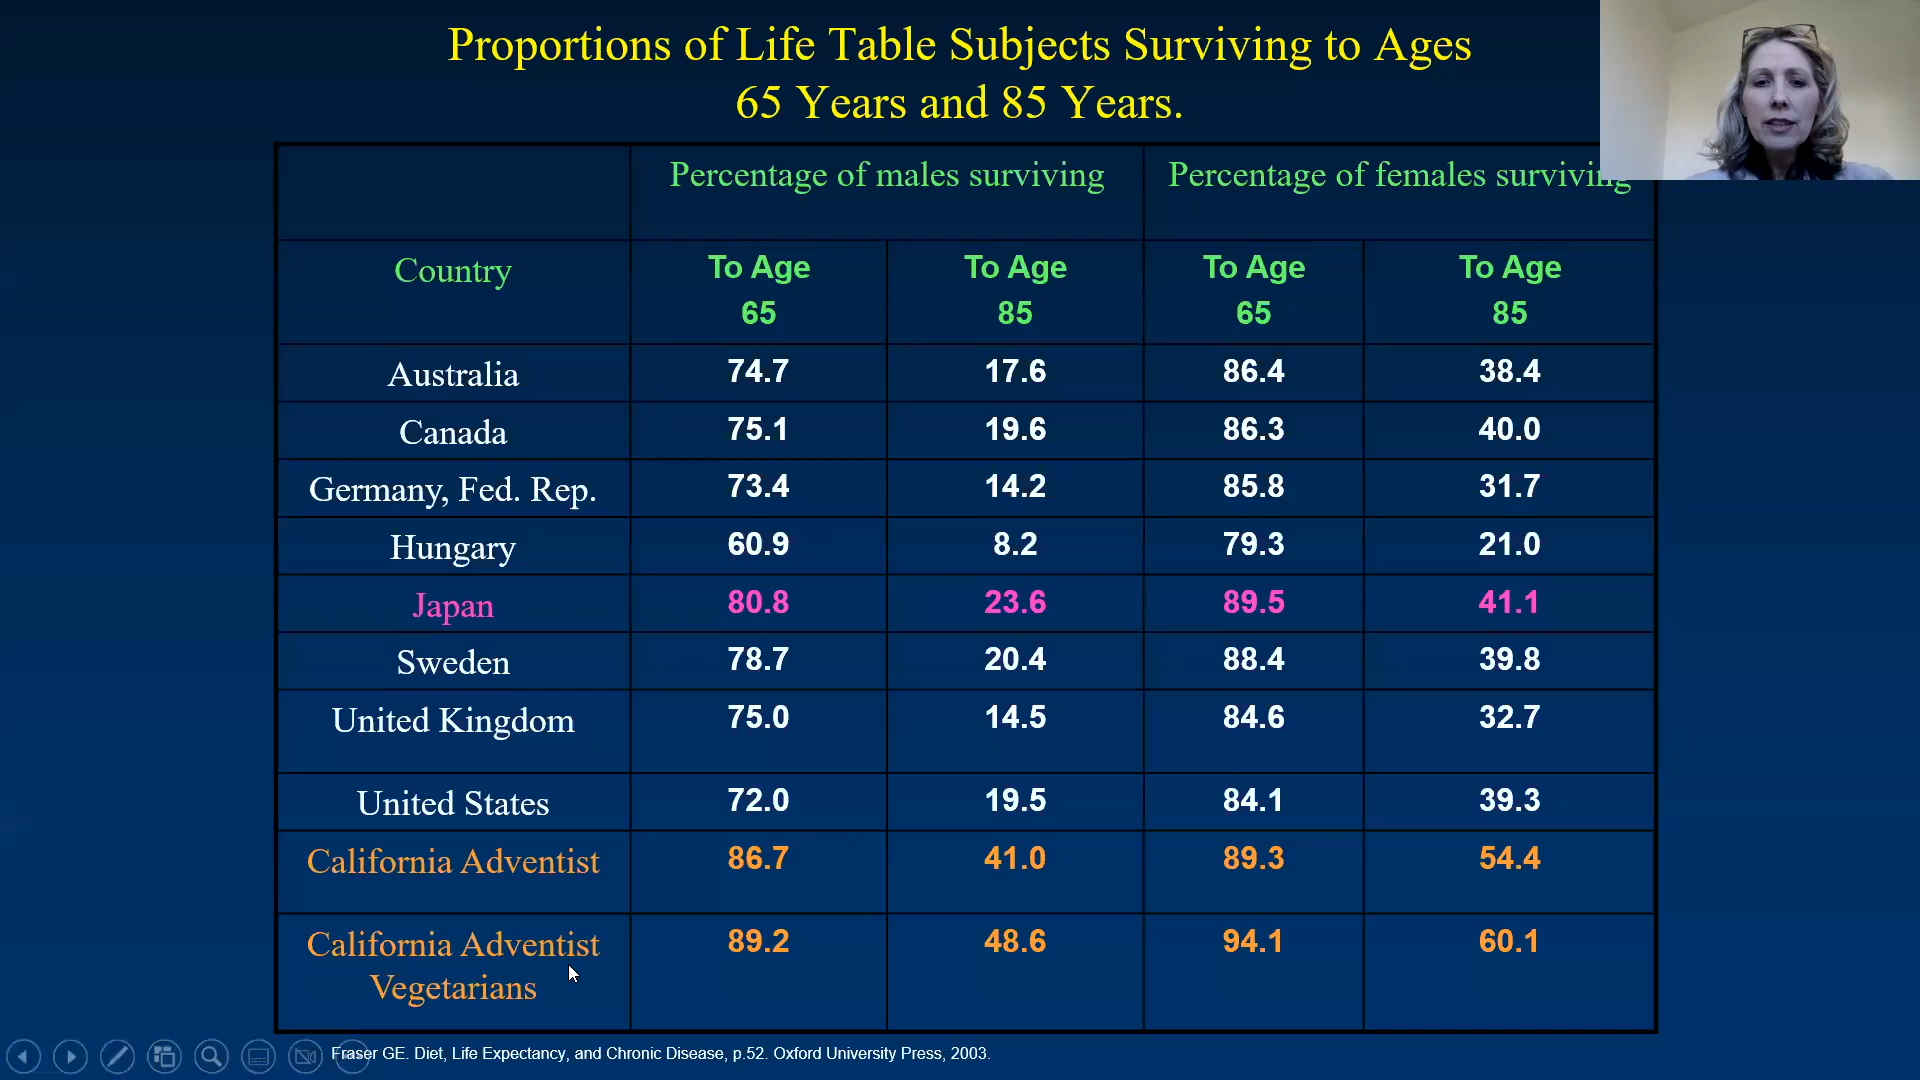 Proportions of Life Table Subjects Surviving to Ages
65 Years and 85 Years.
Percentage of males surviving Percentage of females surviving
Country To Age 65 To Age 85 To Age 65 To Age 85
Australia 74.7 17.6 86.4 38.4
Canada 75.1 19.6 86.3 40.0
Germany, Fed. Rep. 73.4 14.2 85.8 31.7
Hungary 60.9 8.2 79.3 21.0
Japan 80.8 23.6 89.5 41.1
Sweden 78.7 20.4 88.4 39.8
United Kingdom 75.0 14.5 84.6 32.7
United States 72.0 19.5 84.1 39.3
California Adventist 86.7 41.0 89.3 54.4
California Adventist 89.2 48.6 94.1 60.1
Vegetarians
Fraser GE. Diet, Life Expectancy, and Chronic Disease, p.52. Oxford University Press, 2003.